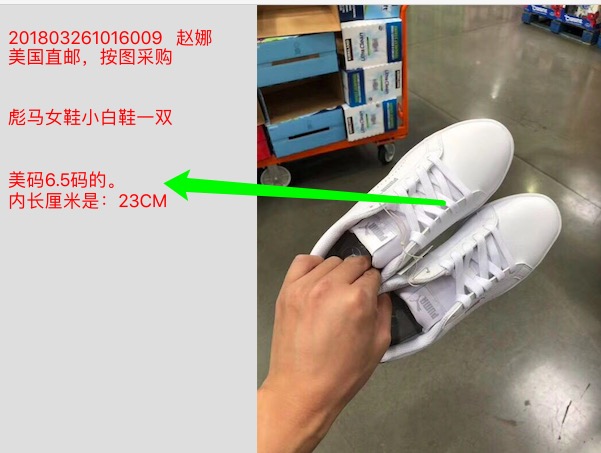 201803261016009 赵娜
美国直邮，按图采购
彪马女鞋小白鞋一双
美码6.5码的。
内长厘米是：23CM
PUMA